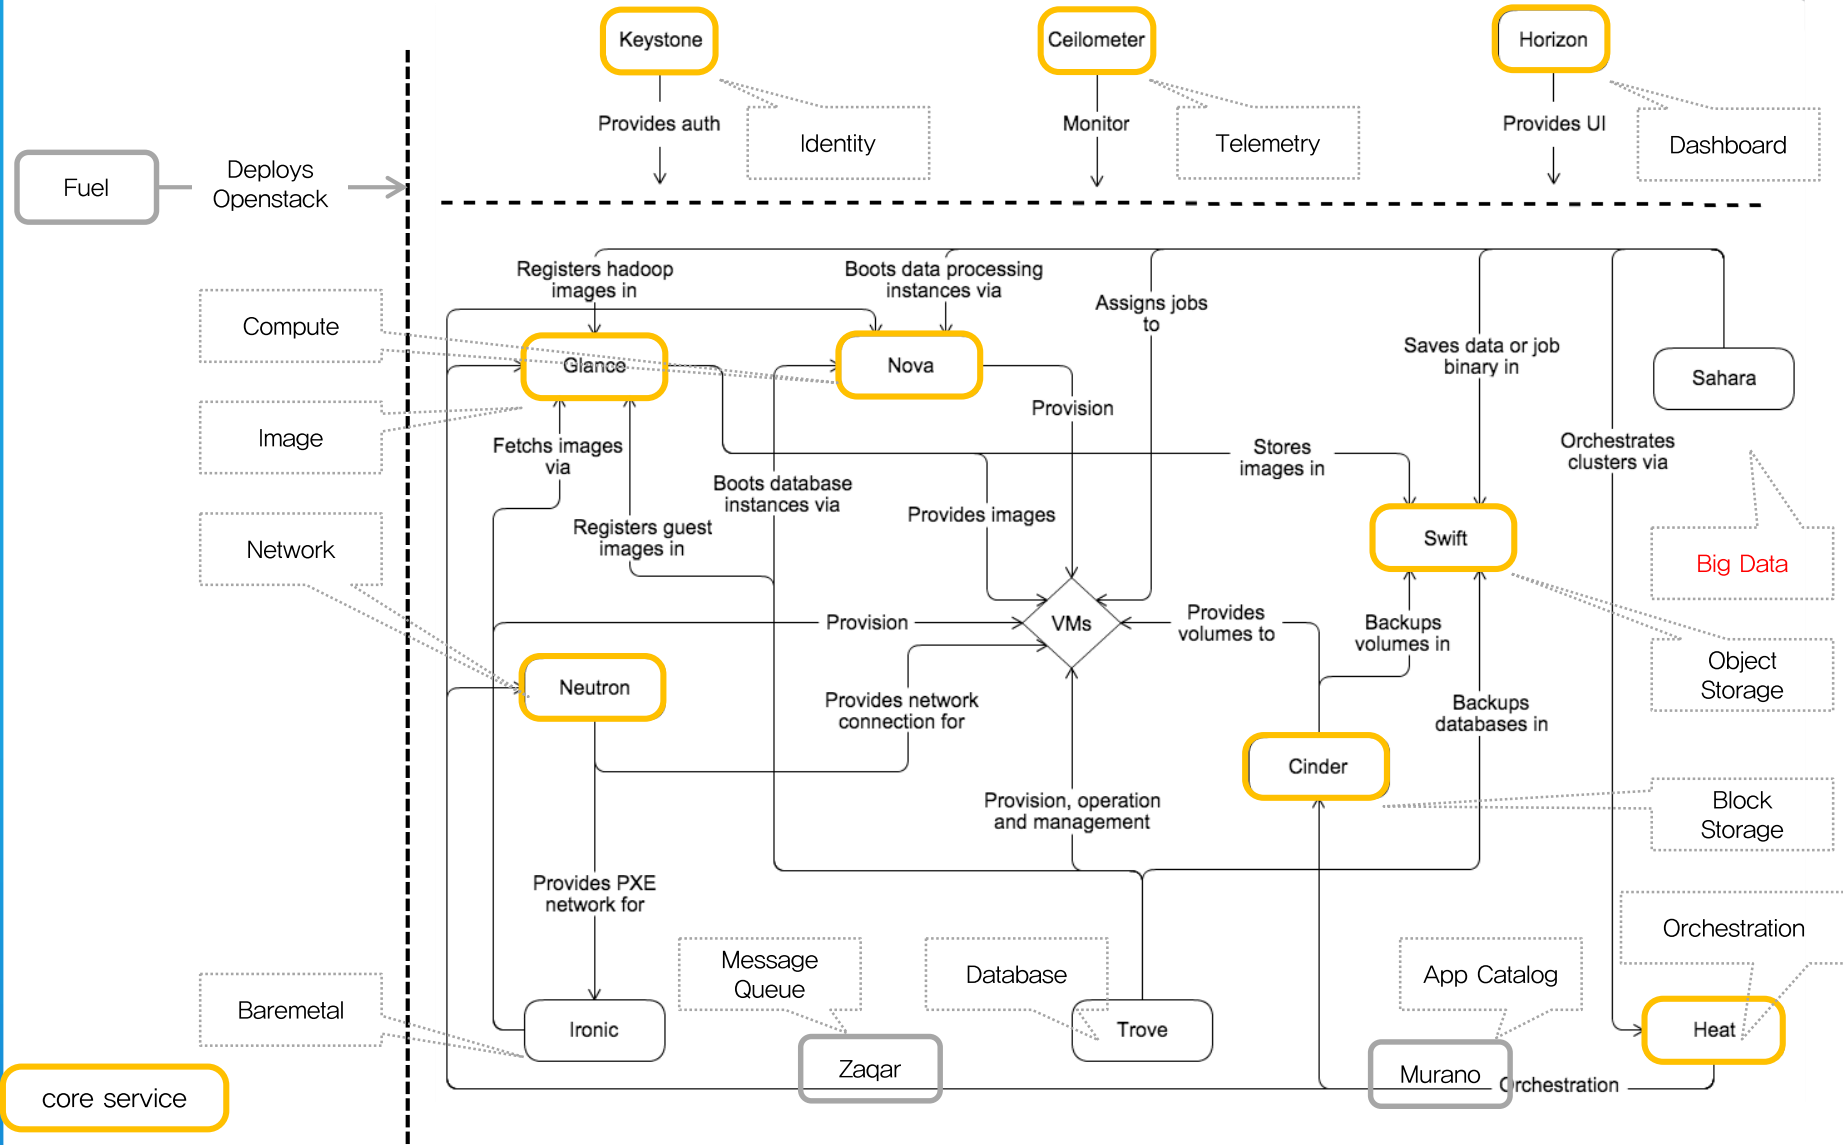 Keystone
Ceilometer
Horizon
Provides auth
Monitor
Provides UI
Identity
Telemetry
Dashboard
Fuel
Deploys
Openstack
Registers hadoop
images in
Boots data processing
instances via
Assigns jobs
to
Compute
Saves data or job
binary in
Glance
Nova
Sahara
Provision
Image
Fetchs images
via
Stores
images in
Orchestrates
clusters via
Boots database
instances via
Provides images
Registers guest
images in
Swift
Network
Big Data
Provision
VMs
Provides
volumes to
Backups
volumes in
Object
Storage
Neutron
Provides network
connection for
Backups
databases in
Cinder
Provision, operation
and management
Block
Storage
Provides PXE
network for
Message
Queue
Database
App Catalog
Orchestration
Baremetal
Ironic
Trove
Heat
Zaqar
Murano
Orchestration
core service